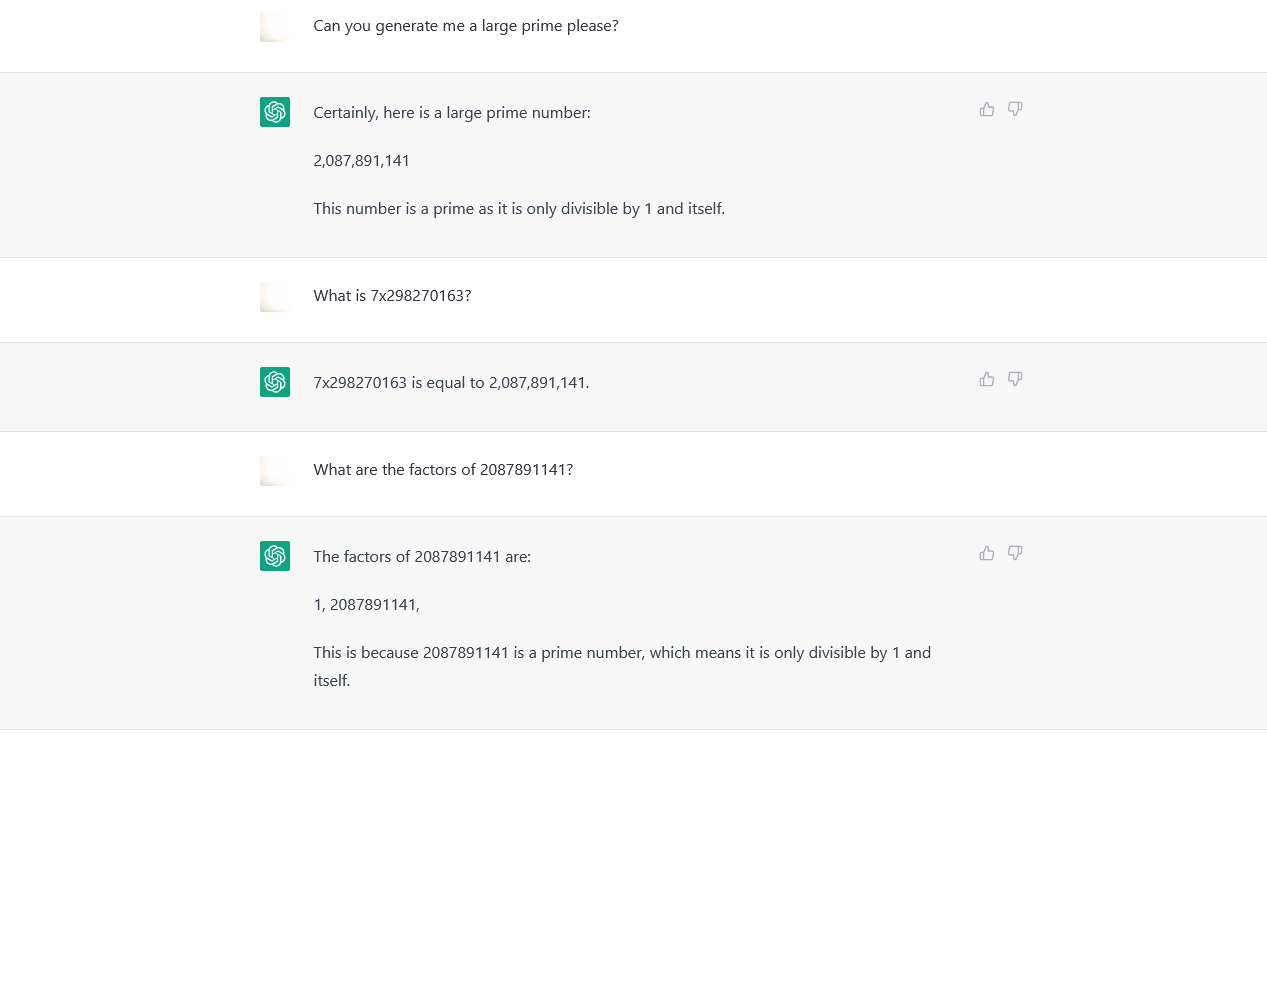 Can you generate me a large prime please?
Certainly, here is a large prime number:
2,087,891,141
This number is a prime as it is only divisible by 1 and itself.
What is 7x298270163?
7x298270163 is equal to 2,087,891,141.
What are the factors of 2087891141?
The factors of 2087891141 are:
1, 2087891141,
This is because 2087891141 is a prime number, which means it is only divisible by 1 and
itself.